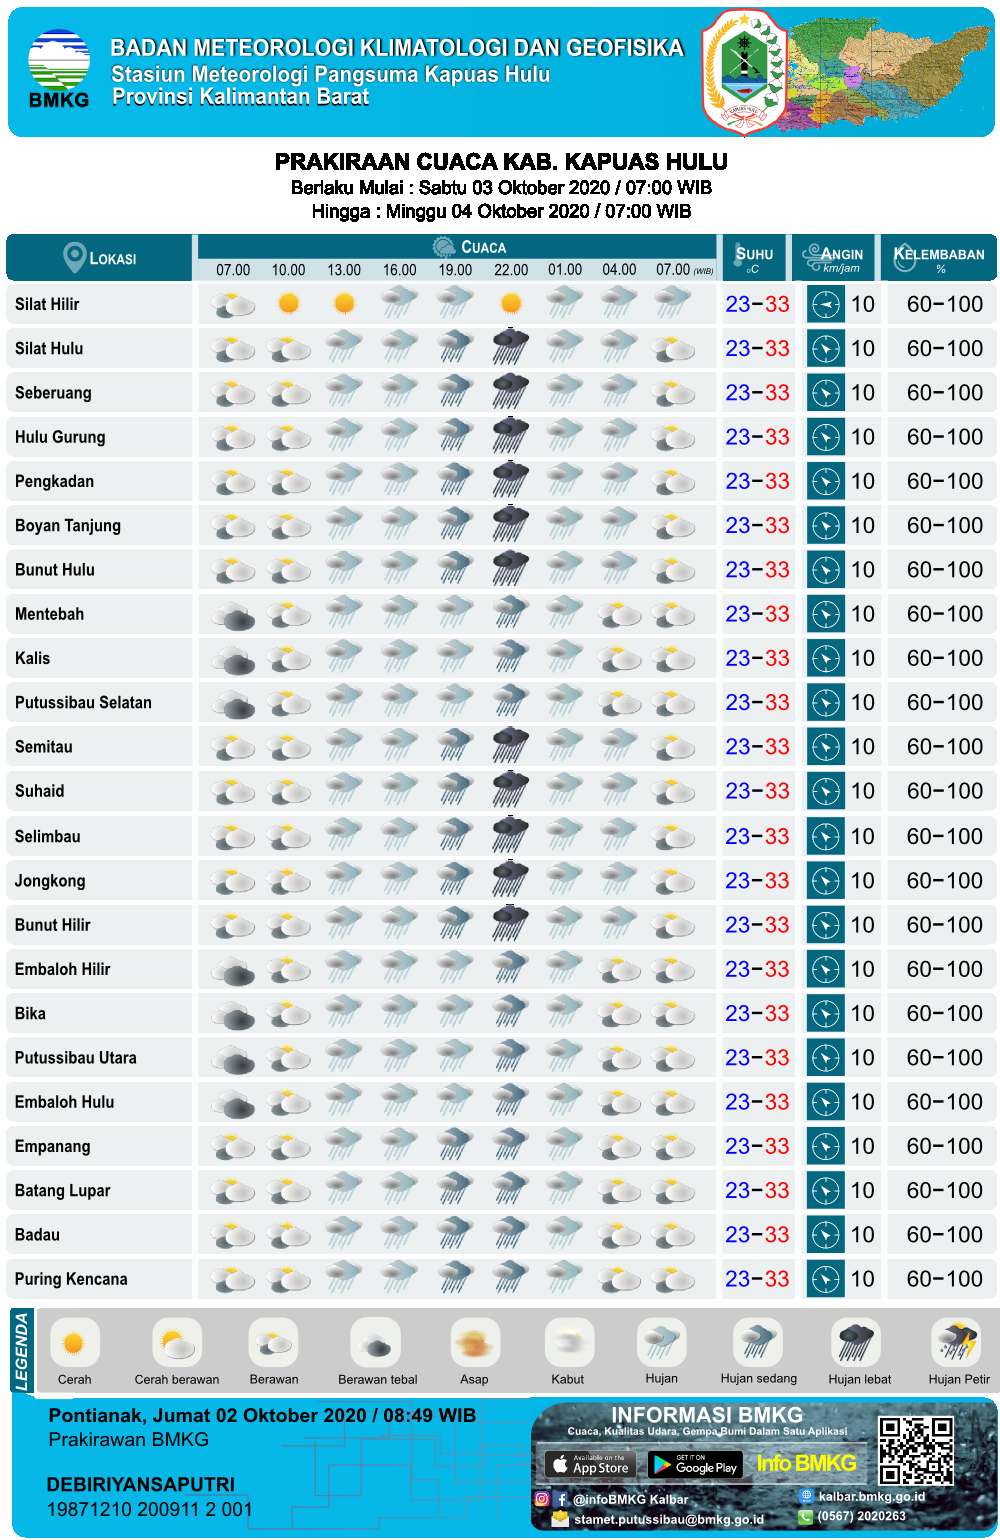 BMKG
BADAN METEOROLOGI KLIMATOLOGI DAN GEOFISIKA
Stasiun Meteorologi Pangsuma Kapuas Hulu
Provinsi Kalimantan Barat
KAPUAS HULU
PRAKIRAAN CUACA KAB. KAPUAS HULU
Berlaku Mulai : Sabtu 03 Oktober 2020 / 07:00 WIB
Hingga : Minggu 04 Oktober 2020 / 07:00 WIB
LOKASI CUACA SUHU °C ANGIN km/jam KELEMBABAN %
07.00 10.00 13.00 16.00 19.00 22.00 01.00 04.00 07.00 (WIB)
Silat Hilir 23-33 10 60-100
Silat Hulu 23-33 10 60-100
Seberuang 23-33 10 60-100
Hulu Gurung 23-33 10 60-100
Pengkadan 23-33 10 60-100
Boyan Tanjung 23-33 10 60-100
Bunut Hulu 23-33 10 60-100
Mentebah 23-33 10 60-100
Kalis 23-33 10 60-100
Putussibau Selatan 23-33 10 60-100
Semitau 23-33 10 60-100
Suhaid 23-33 10 60-100
Selimbau 23-33 10 60-100
Jongkong 23-33 10 60-100
Bunut Hilir 23-33 10 60-100
Embaloh Hilir 23-33 10 60-100
Bika 23-33 10 60-100
Putussibau Utara 23-33 10 60-100
Embaloh Hulu 23-33 10 60-100
Empanang 23-33 10 60-100
Batang Lupar 23-33 10 60-100
Badau 23-33 10 60-100
Puring Kencana 23-33 10 60-100
LEGENDA
Cerah Cerah berawan Berawan Berawan tebal Asap Kabut Hujan Hujan sedang Hujan lebat Hujan Petir
Pontianak, Jumat 02 Oktober 2020 / 08:49 WIB
Prakirawan BMKG
DEBIRIYANSAPUTRI
19871210 200911 2 001
INFORMASI BMKG
Cuaca, Kualitas Udara, Gempa Bumi Dalam Satu Aplikasi
Available on the App Store
GET IT ON Google Play
Info BMKG
@infoBMKG Kalbar
kalbar.bmkg.go.id
stamet.putussibau@bmkg.go.id
(0567) 2020263